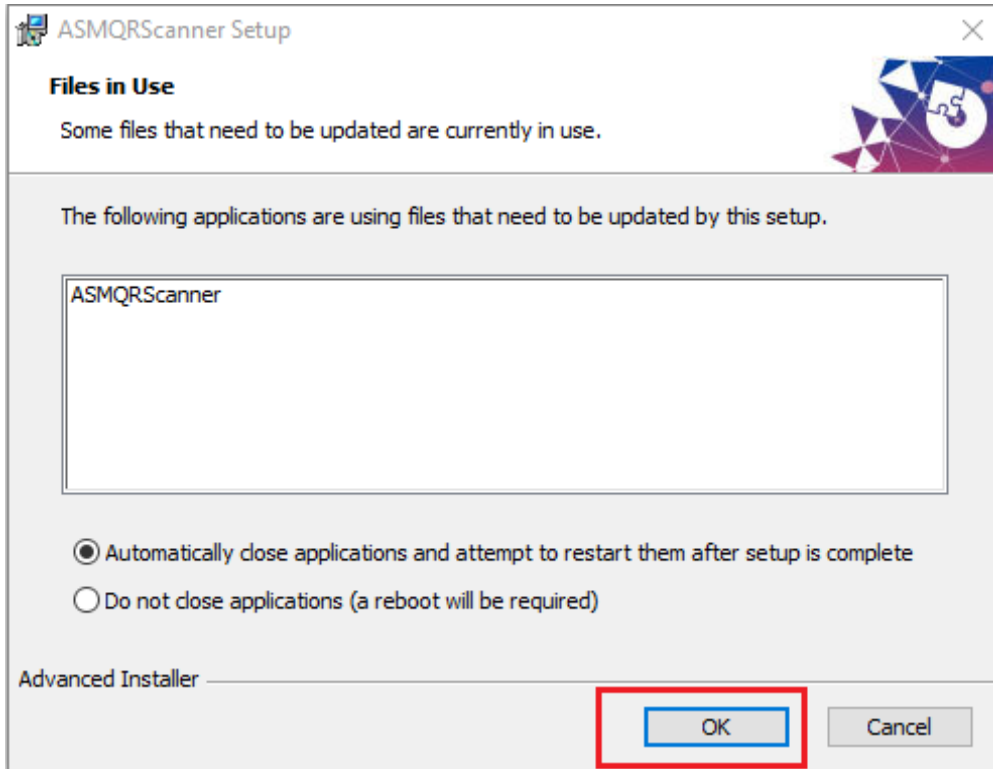 ASMQRScanner Setup
Files in Use
Some files that need to be updated are currently in use.
The following applications are using files that need to be updated by this setup.
ASMQRScanner
Automatically close applications and attempt to restart them after setup is complete
Do not close applications (a reboot will be required)
Advanced Installer
OK
Cancel